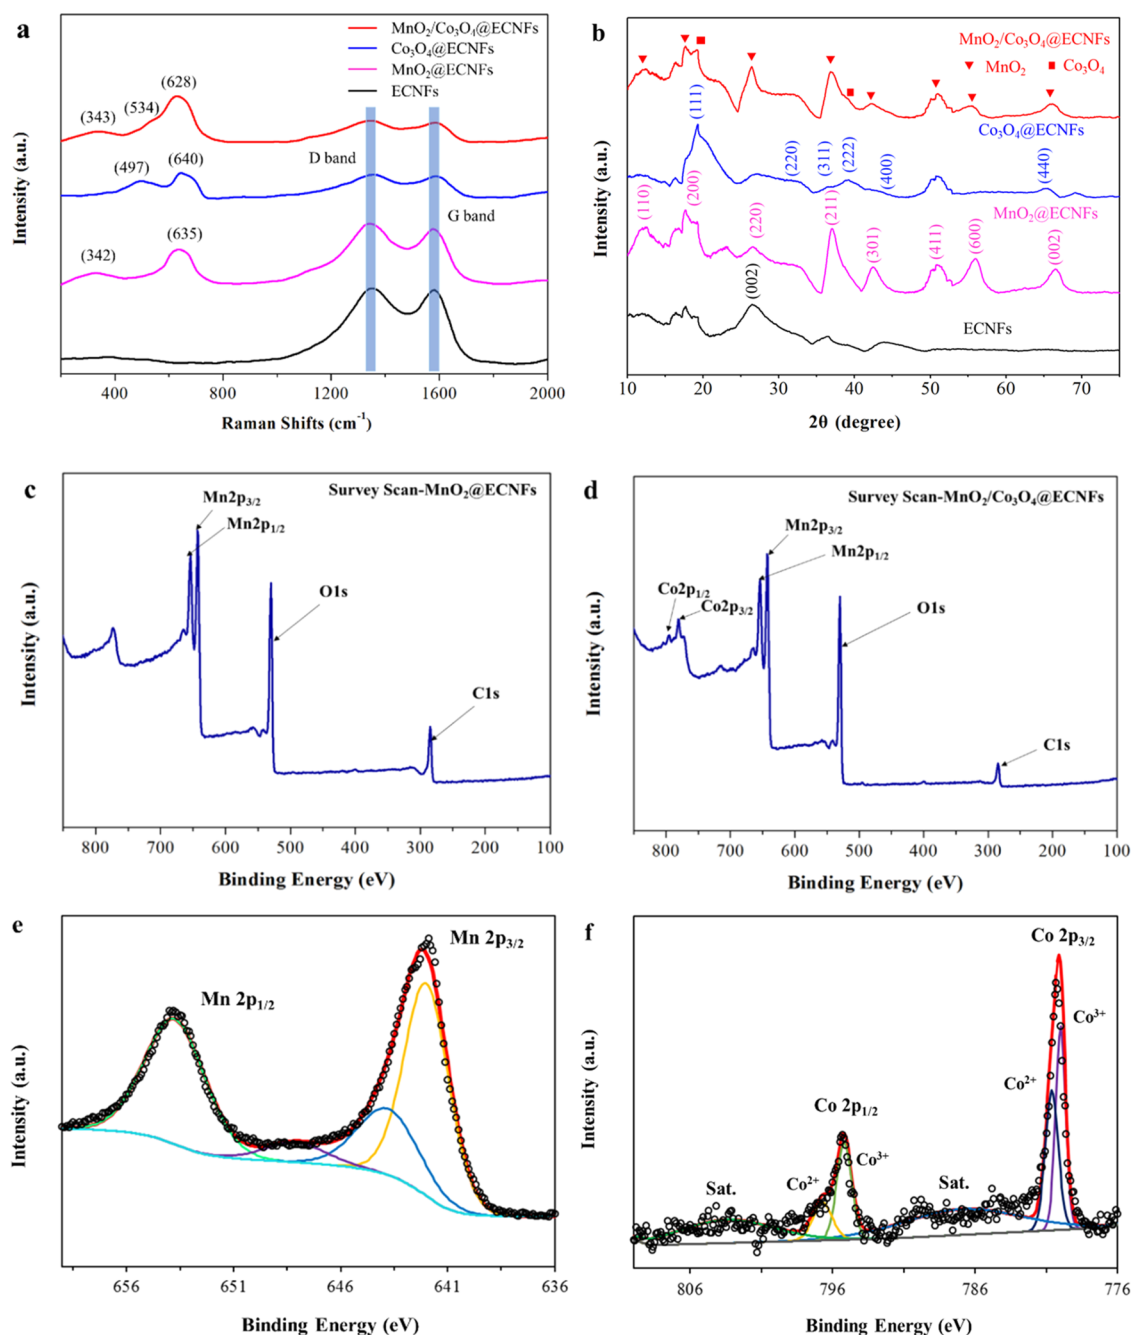 a
MnO₂/Co₃O₄@ECNFs
Co₃O₄@ECNFs
MnO₂@ECNFs
ECNFs
(628)
(534)
(343)
(640)
(497)
D band
G band
(635)
(342)
Intensity (a.u.)
400 800 1200 1600 2000
Raman Shifts (cm⁻¹)
b
MnO₂/Co₃O₄@ECNFs
MnO₂ Co₃O₄
Co₃O₄@ECNFs
(111)
(220)
(311)
(222)
(400)
(440)
MnO₂@ECNFs
(110)
(200)
(220)
(211)
(301)
(411)
(600)
(002)
(002)
ECNFs
Intensity (a.u.)
10 20 30 40 50 60 70
2θ (degree)
c
Survey Scan-MnO₂@ECNFs
Mn2p₃/₂
Mn2p₁/₂
O1s
C1s
Intensity (a.u.)
800 700 600 500 400 300 200 100
Binding Energy (eV)
d
Survey Scan-MnO₂/Co₃O₄@ECNFs
Mn2p₃/₂
Mn2p₁/₂
Co2p₁/₂
Co2p₃/₂
O1s
C1s
Intensity (a.u.)
800 700 600 500 400 300 200 100
Binding Energy (eV)
e
Mn 2p₃/₂
Mn 2p₁/₂
Intensity (a.u.)
656 651 646 641 636
Binding Energy (eV)
f
Co 2p₃/₂
Co³⁺
Co²⁺
Co 2p₁/₂
Co³⁺
Co²⁺
Sat.
Sat.
Intensity (a.u.)
806 796 786 776
Binding Energy (eV)